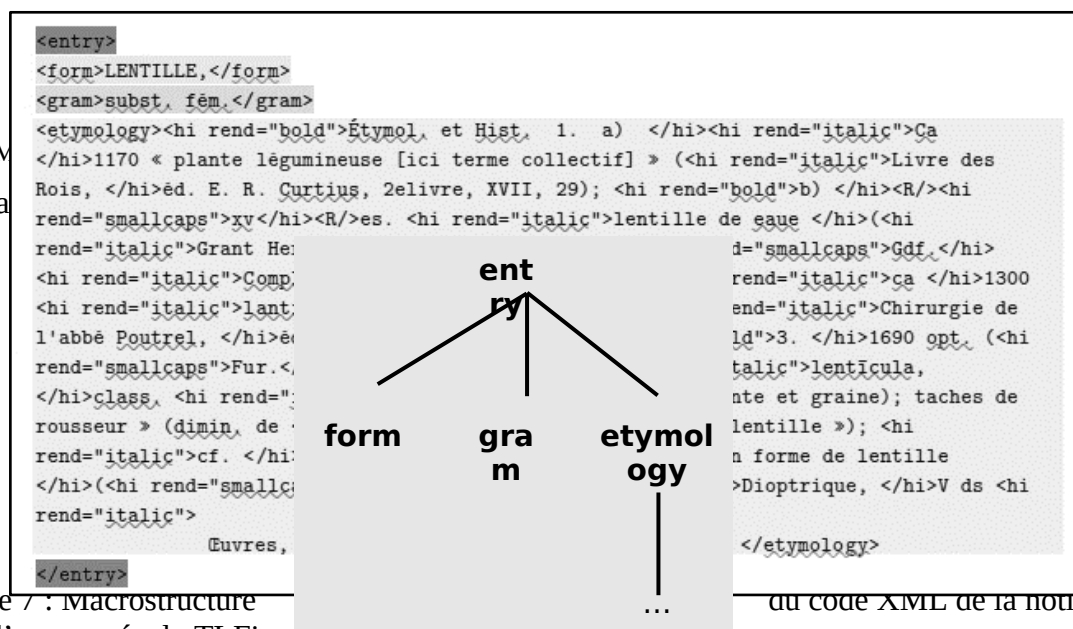 <entry>
<form>LENTILLE,</form>
<gram>subst. fém.</gram>
<etymology><hi rend="bold">Étymol. et Hist. 1. a) </hi><hi rend="italic">Ca
</hi>1170 « plante légumineuse [ici terme collectif] » (<hi rend="italic">Livre des
Rois, </hi>éd. E. R. Curtius, 2elivre, XVII, 29); <hi rend="bold">b) </hi><R/><hi
rend="smallcaps">xv</hi><R/>es. <hi rend="italic">lentille de eaue </hi>(<hi
rend="italic">Grant He d="smallcaps">Gdf.</hi>
<hi rend="italic">Comp rend="italic">ca </hi>1300
<hi rend="italic">lant end="italic">Chirurgie de
l'abbé Poutrel, </hi>é ld">3. </hi>1690 opt. (<hi
rend="smallcaps">Fur.< talic">lentīcula,
</hi>class. <hi rend=" nte et graine); taches de
rousseur » (dimin. de lentille »); <hi
rend="italic">cf. </hi n forme de lentille
</hi>(<hi rend="smallca >Dioptrique, </hi>V ds <hi
rend="italic">
Œuvres, </etymology>
</entry>
entry
form gram etymology
...
e 7 : Macrostructure du code XML de la noti